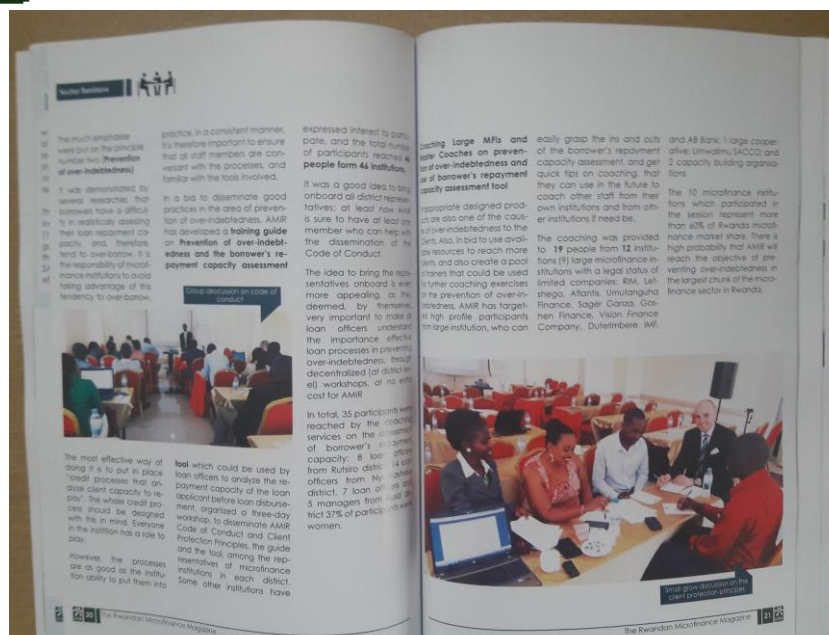 Sector business
The much emphasise
were put on the principle
number two (Prevention
of over-indebtedness)
It was demonstrated by
several researches that
borrowers have a difficul-
ty in realistically assessing
their loan repayment ca-
pacity and, therefore,
tend to over-borrow. It is
the responsibility of microfi-
nance institutions to avoid
taking advantage of this
tendency to over-borrow.
The most effective way of
doing it is to put in place
"credit processes that an-
alyse client capacity to re-
pay". The whole credit pro-
cess should be designed
with this in mind. Everyone
in the instition has a role to
play.
However, the processes
are as good as the institu-
tion ability to put them into
practice, in a consistent manner,
it is therefore important to ensure
that all staff members are con-
versant with the processes, and
familiar with the tools involved.
In a bid to disseminate good
practices in the area of preven-
tion of over-indebtedness, AMIR
has developed a training guide
on Prevention of over-indebt-
edness and the borrower's re-
payment capacity assessment
Group discussion on code of
conduct
tool which could be used by
loan officers to analyze the re-
payment capacity of the loan
applicant before loan disburse-
ment, organized a three-day
workshop, to disseminate AMIR
Code of Conduct and Client
Protection Principles, the guide
and the tool, among the rep-
resentatives of microfinance
institutions in each district.
Some other institutions have
expressed interest to partici-
pate, and the total number
of participants reached 46
people form 46 institutions.
It was a good idea to bring
onboard all district represen-
tatives; at least now AMIR
is sure to have at least one
member who can help with
the dissemination of the
Code of Conduct.
The idea to bring the repre-
sentatives onboard is even
more appealing, as they
deemed, by themselves,
very important to make all
loan officers understand
the importance effective
loan processes in preventing
over-indebtedness, through
decentralized (at district lev-
el) workshops, at no extra
cost for AMIR
In total, 35 participants were
reached by the coaching
services on the assessment
of borrower's repayment
capacity: 8 loan officers
from Rutsiro district, 14 loan
officers from
district, 7 loan officers and
5 managers from
trict 37% of participants were
women.
20 The Rwandan Microfinance Magazine
Coaching Large MFIs and
Master Coaches on preven-
tion of over-indebtedness and
use of borrower's repayment
capacity assessment tool
Inappropriate designed prod-
ucts are also one of the caus-
es of over-indebtedness of the
Clients. Also, in bid to use avail-
able resources to reach more
clients, and also create a pool
of trainers that could be used
in further coaching exercises
in the prevention of over-in-
debtedness, AMIR has target-
ed high profile participants
from large institution, who can
easily grasp the ins and outs
of the borrower's repayment
capacity assessment, and get
quick tips on coaching, that
they can use in the future to
coach other staff from their
own institutions and from oth-
er institutions if need be.
The coaching was provided
to 19 people from 12 institu-
tions (9) large microfinance in-
stitutions with a legal status of
limited companies: RIM, Let-
shego, Atlantis, Umutanguha
Finance, Sager Ganza, Gos-
hen Finance, Vision Finance
Company, Duterimbere IMF,
and AB Bank; 1 large cooper-
ative: Umwalimu SACCO; and
2 capacity building organisa-
tions
The 10 microfinance institu-
tions which participated in
the session represent more
than 60% of Rwanda microfi-
nance market share. There is
high probability that AMIR will
reach the objective of pre-
venting over-indebtedness in
the largest chunk of the micro-
finance sector in Rwanda.
Small-grow discussion on the
client protection principes
The Rwandan Microfinance Magazine 21